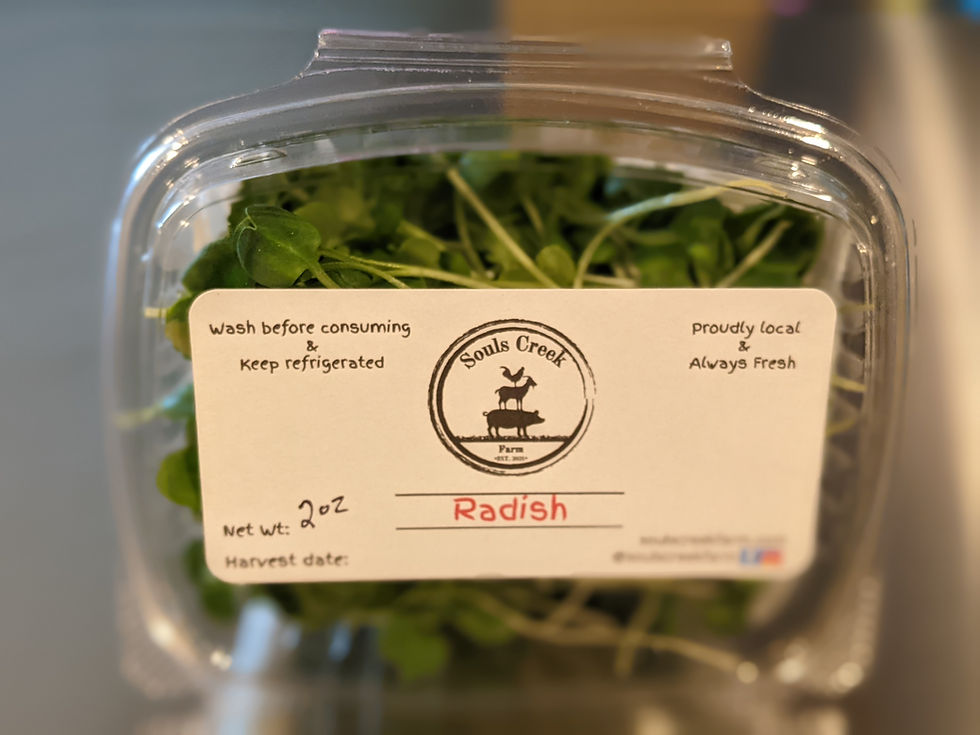 Wash before consuming
&
Keep refrigerated
Proudly local
&
Always Fresh
Souls Creek
Farm
Radish
Net Wt: 2oz
Harvest date: